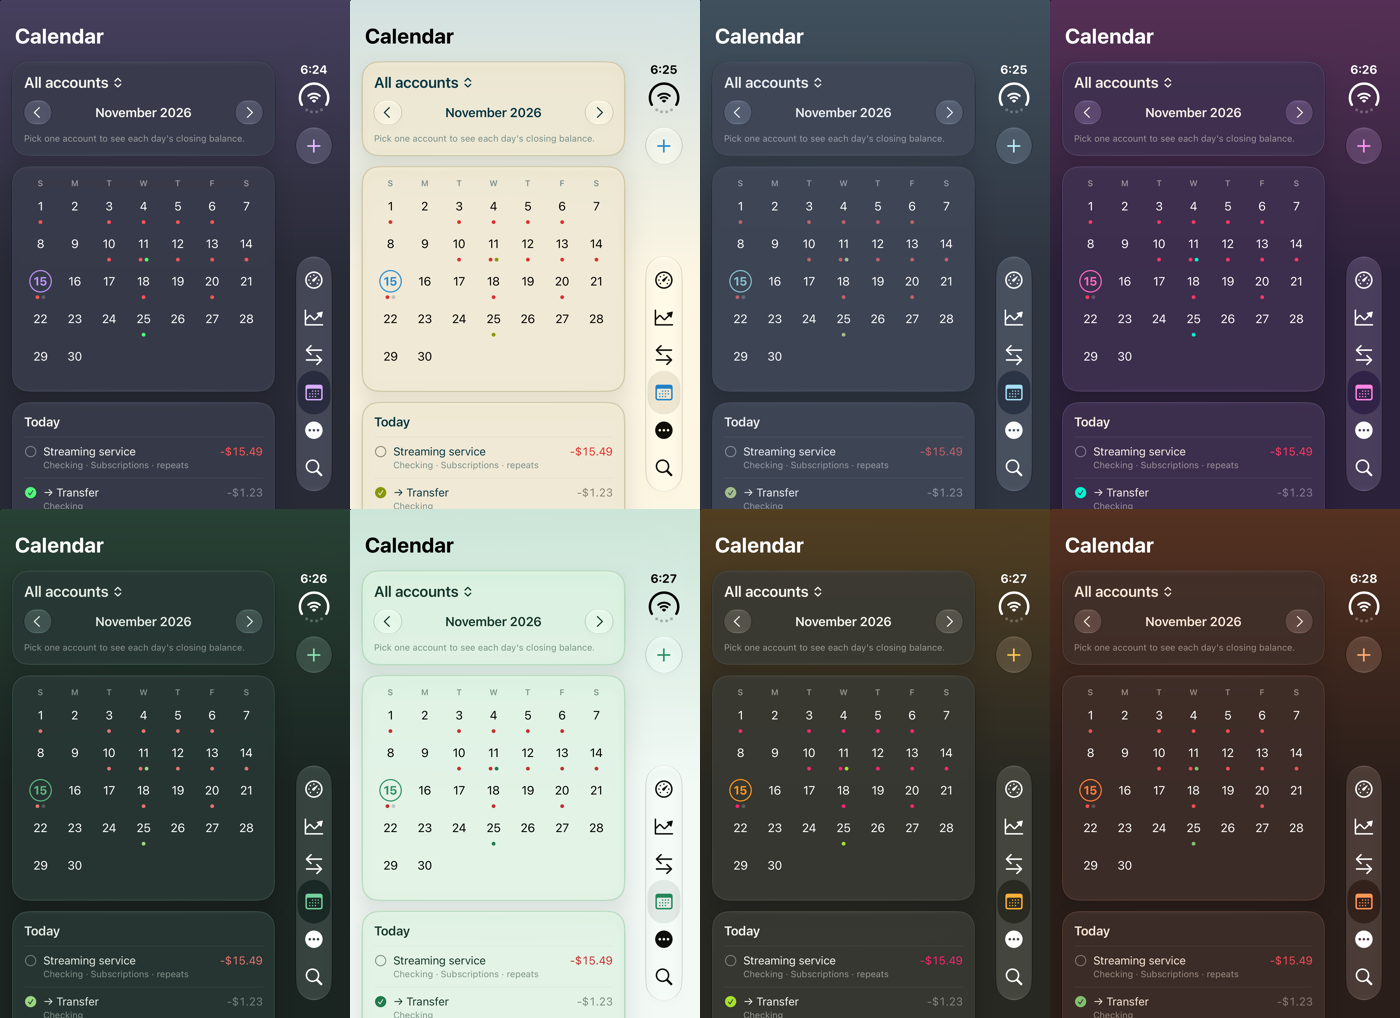 Calendar
6:24
All accounts
November 2026
Pick one account to see each day's closing balance.
S M T W T F S
1 2 3 4 5 6 7
8 9 10 11 12 13 14
15 16 17 18 19 20 21
22 23 24 25 26 27 28
29 30
Today
Streaming service -$15.49
Checking · Subscriptions · repeats
→ Transfer -$1.23
Checking
Calendar
6:25
All accounts
November 2026
Pick one account to see each day's closing balance.
S M T W T F S
1 2 3 4 5 6 7
8 9 10 11 12 13 14
15 16 17 18 19 20 21
22 23 24 25 26 27 28
29 30
Today
Streaming service -$15.49
Checking · Subscriptions · repeats
→ Transfer -$1.23
Checking
Calendar
6:25
All accounts
November 2026
Pick one account to see each day's closing balance.
S M T W T F S
1 2 3 4 5 6 7
8 9 10 11 12 13 14
15 16 17 18 19 20 21
22 23 24 25 26 27 28
29 30
Today
Streaming service -$15.49
Checking · Subscriptions · repeats
→ Transfer -$1.23
Checking
Calendar
6:26
All accounts
November 2026
Pick one account to see each day's closing balance.
S M T W T F S
1 2 3 4 5 6 7
8 9 10 11 12 13 14
15 16 17 18 19 20 21
22 23 24 25 26 27 28
29 30
Today
Streaming service -$15.49
Checking · Subscriptions · repeats
→ Transfer -$1.23
Checking
Calendar
6:26
All accounts
November 2026
Pick one account to see each day's closing balance.
S M T W T F S
1 2 3 4 5 6 7
8 9 10 11 12 13 14
15 16 17 18 19 20 21
22 23 24 25 26 27 28
29 30
Today
Streaming service -$15.49
Checking · Subscriptions · repeats
→ Transfer -$1.23
Checking
Calendar
6:27
All accounts
November 2026
Pick one account to see each day's closing balance.
S M T W T F S
1 2 3 4 5 6 7
8 9 10 11 12 13 14
15 16 17 18 19 20 21
22 23 24 25 26 27 28
29 30
Today
Streaming service -$15.49
Checking · Subscriptions · repeats
→ Transfer -$1.23
Checking
Calendar
6:27
All accounts
November 2026
Pick one account to see each day's closing balance.
S M T W T F S
1 2 3 4 5 6 7
8 9 10 11 12 13 14
15 16 17 18 19 20 21
22 23 24 25 26 27 28
29 30
Today
Streaming service -$15.49
Checking · Subscriptions · repeats
→ Transfer -$1.23
Checking
Calendar
6:28
All accounts
November 2026
Pick one account to see each day's closing balance.
S M T W T F S
1 2 3 4 5 6 7
8 9 10 11 12 13 14
15 16 17 18 19 20 21
22 23 24 25 26 27 28
29 30
Today
Streaming service -$15.49
Checking · Subscriptions · repeats
→ Transfer -$1.23
Checking